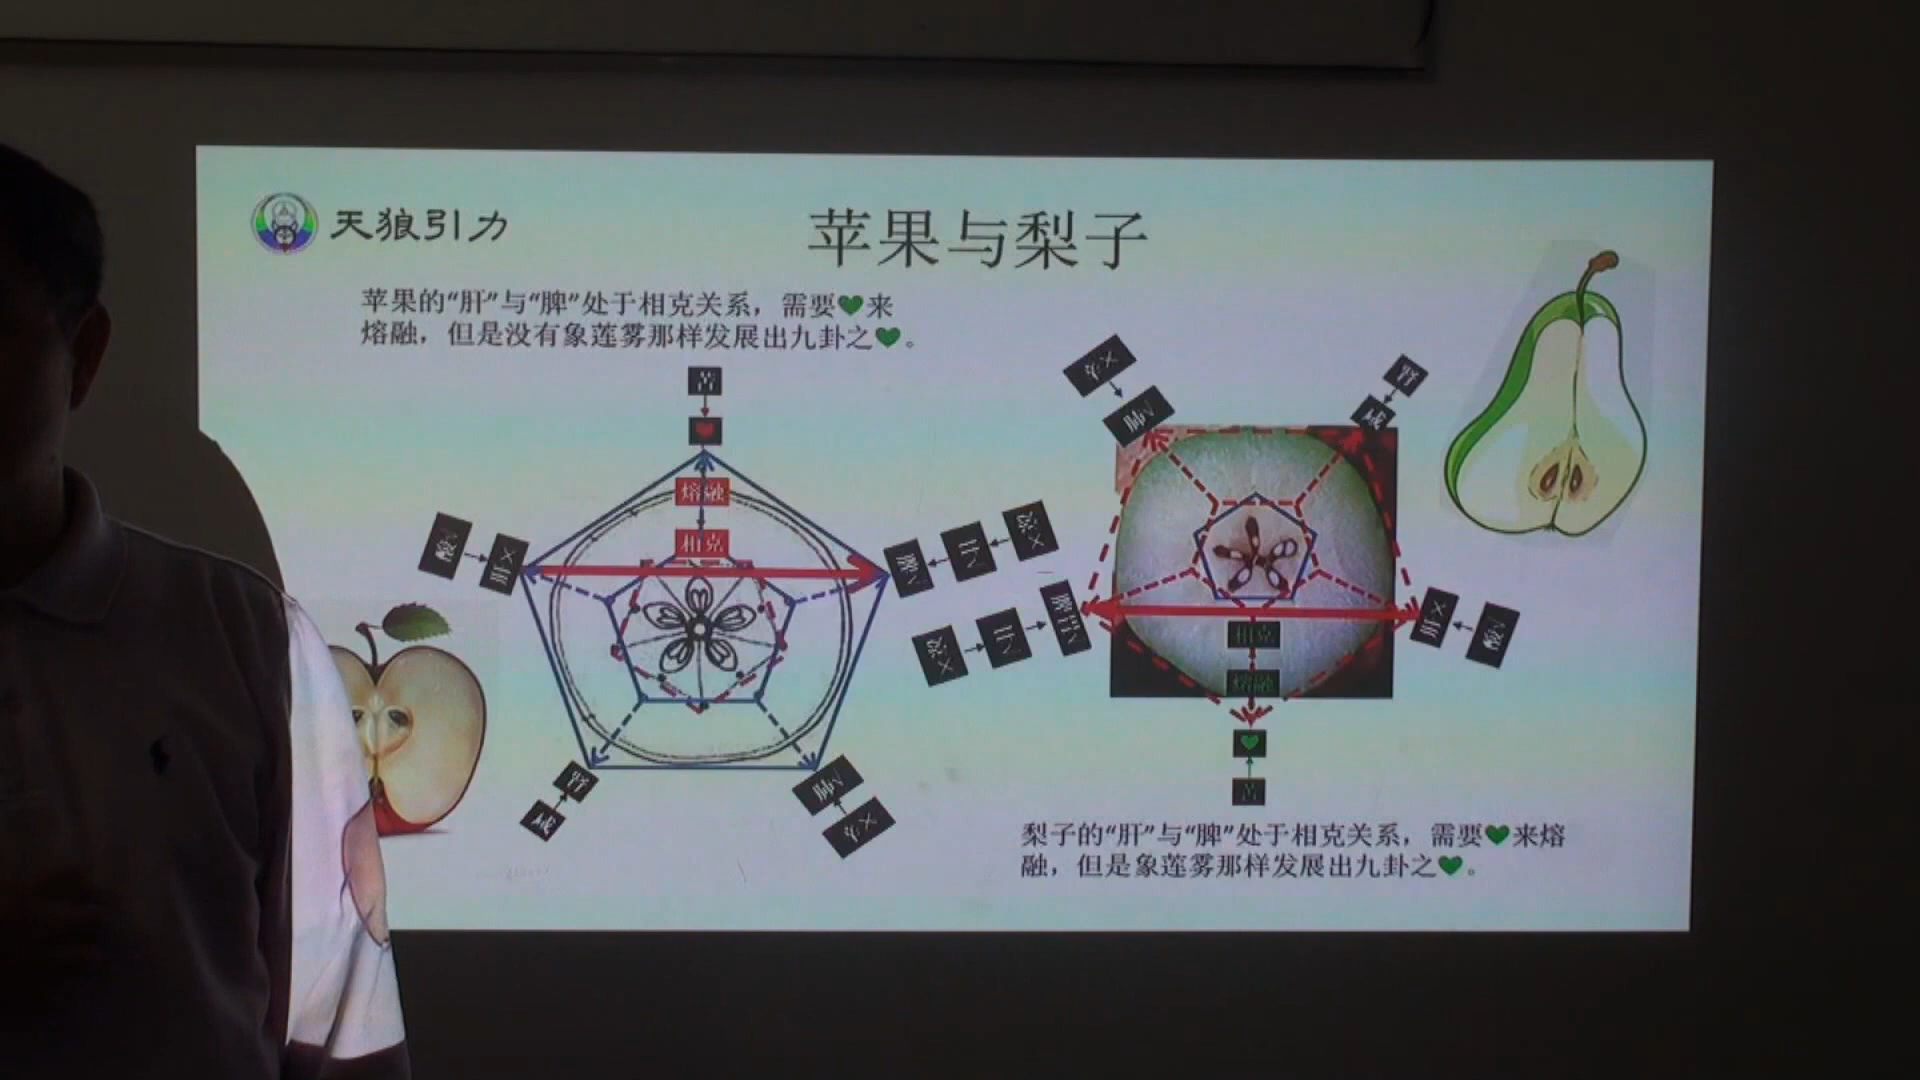 天狼引力
苹果与梨子
苹果的“肝”与“脾”处于相克关系，需要💚来
熔融，但是没有象莲雾那样发展出九卦之💚。
苦
熔融
相克
酸√
肝×
肾
咸
肺√
甘√
肺√
肾
咸
甘√
肝×
酸√
相克
熔融
苦
梨子的“肝”与“脾”处于相克关系，需要💚来熔
融，但是象莲雾那样发展出九卦之💚。